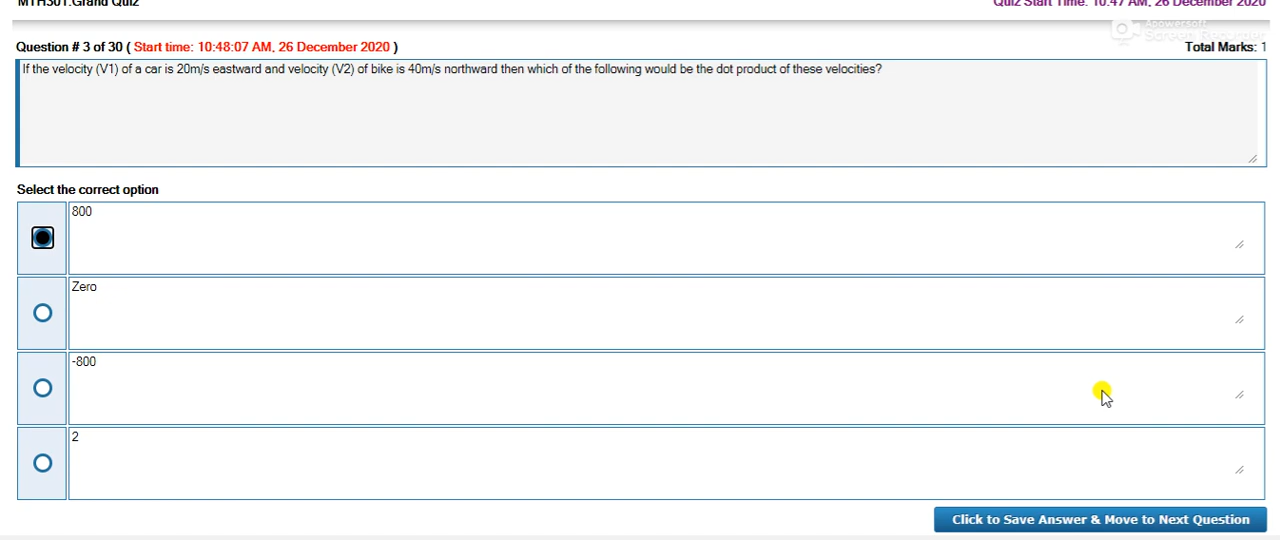 MTH301:Grand Quiz
Quiz Start Time: 10:47 AM, 26 December 2020
Apowersoft
Screen Recorder
Question # 3 of 30 ( Start time: 10:48:07 AM, 26 December 2020 )
Total Marks: 1
If the velocity (V1) of a car is 20m/s eastward and velocity (V2) of bike is 40m/s northward then which of the following would be the dot product of these velocities?
Select the correct option
800
Zero
-800
2
Click to Save Answer & Move to Next Question